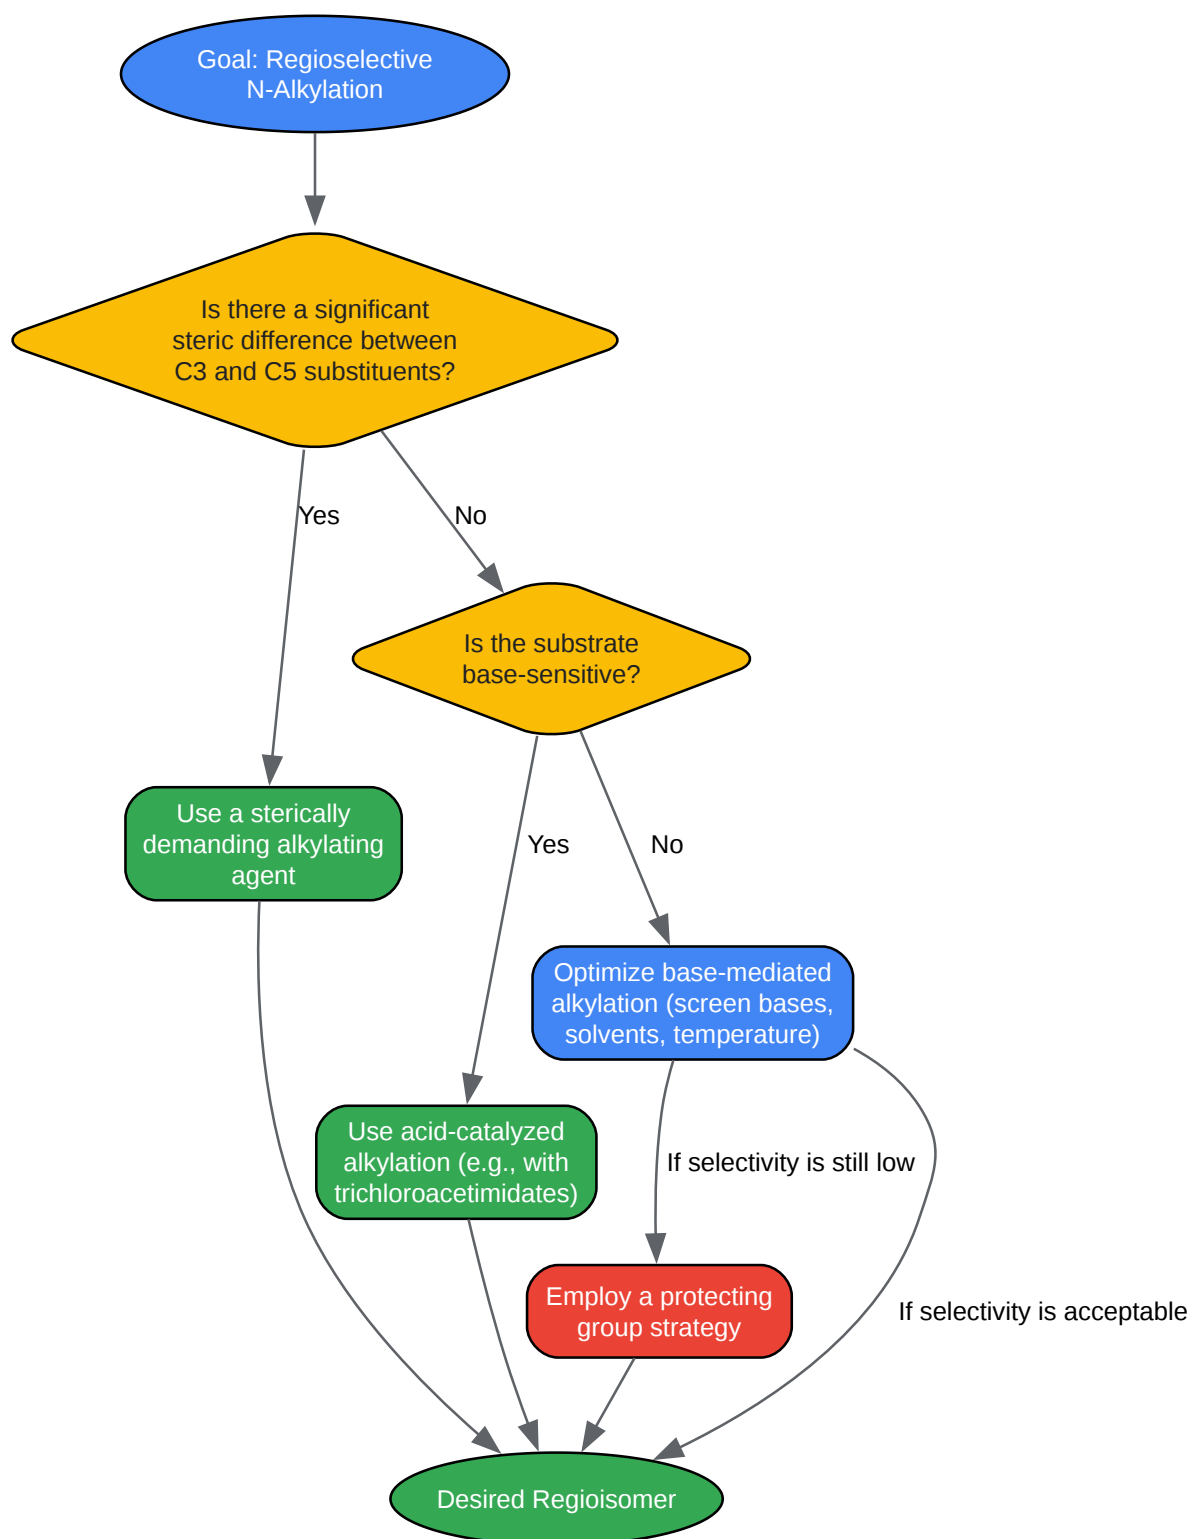 Goal: Regioselective
N-Alkylation
Is there a significant
steric difference between
C3 and C5 substituents?
Yes
No
Is the substrate
base-sensitive?
Use a sterically
demanding alkylating
agent
Yes
No
Optimize base-mediated
alkylation (screen bases,
solvents, temperature)
Use acid-catalyzed
alkylation (e.g., with
trichloroacetimidates)
If selectivity is still low
Employ a protecting
group strategy
If selectivity is acceptable
Desired Regioisomer